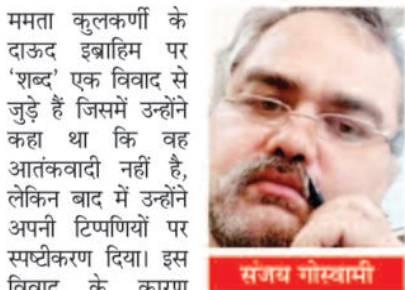 ममता कुलकर्णी के
दाऊद इब्राहिम पर
‘शब्द’ एक विवाद से
जुड़े हैं जिसमें उन्होंने
कहा था कि वह
आतंकवादी नहीं है,
लेकिन बाद में उन्होंने
अपनी टिप्पणियों पर
स्पष्टीकरण दिया। इस
विवाद के कारण
संजय गोस्वामी